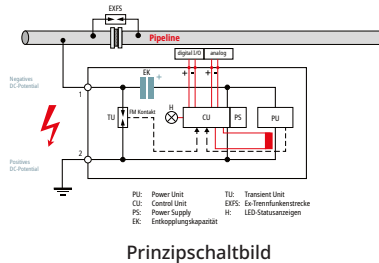 EXFS
Pipeline
digital I/O analog
Negatives
DC-Potential
EK
+
+ - + -
1
H
TU
FM Kontakt
CU
PS
PU
2
Positives
DC-Potential
PU: Power Unit
CU: Control Unit
PS: Power Supply
EK: Entkopplungskapazität
TU: Transient Unit
EXFS: Ex-Trennfunkenstrecke
H: LED-Statusanzeigen
Prinzipschaltbild